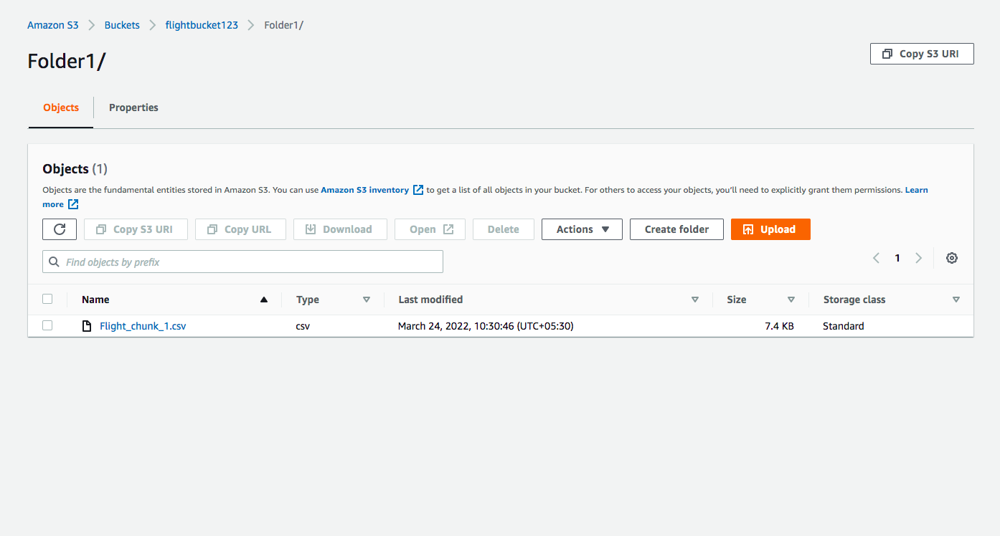 Amazon S3 > Buckets > flightbucket123 > Folder1/
Folder1/
Copy S3 URI
Objects
Properties
Objects (1)
Objects are the fundamental entities stored in Amazon S3. You can use Amazon S3 inventory to get a list of all objects in your bucket. For others to access your objects, you'll need to explicitly grant them permissions. Learn
more
Copy S3 URI Copy URL Download Open Delete Actions Create folder Upload
Find objects by prefix
1
Name Type Last modified Size Storage class
Flight_chunk_1.csv csv March 24, 2022, 10:30:46 (UTC+05:30) 7.4 KB Standard